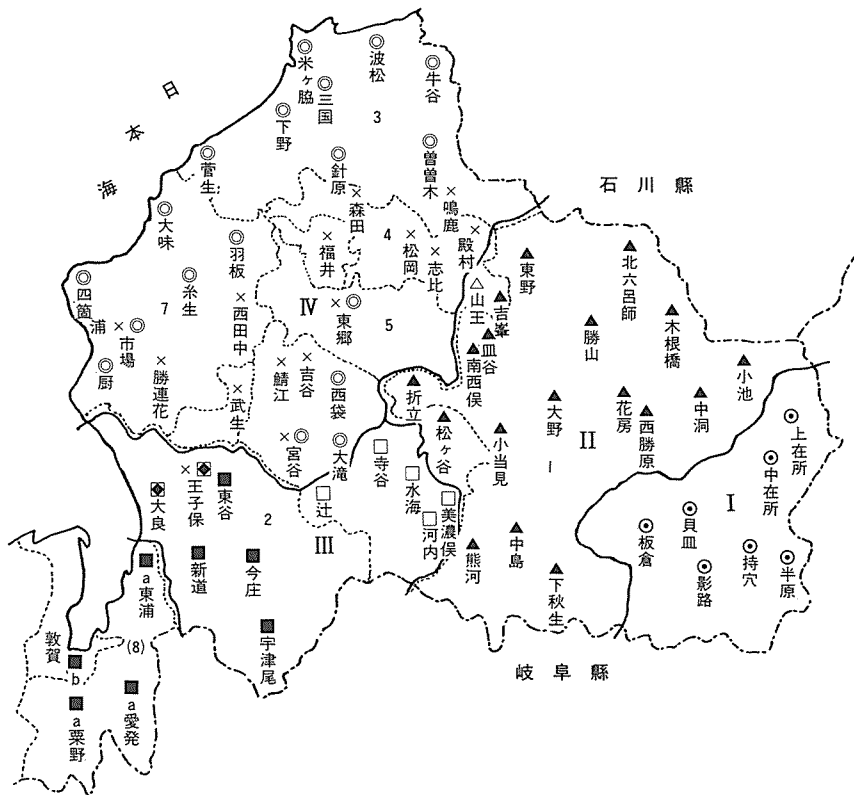 日本海
石川縣
岐阜縣
米ヶ脇
波松
牛谷
三国
下野
3
菅生
針原
曽曽木
森田
鳴鹿
大味
羽板
福井
4
松岡
志比
殿村
東野
北六呂師
四箇浦
糸生
7
西田中
Ⅳ
東郷
5
山王
吉峯
皿谷
南西俣
勝山
木根橋
市場
厨
勝連花
武生
鯖江
吉谷
西袋
折立
松ヶ谷
大野
1
Ⅱ
花房
西勝原
中洞
小池
宮谷
大滝
寺谷
水海
美濃俣
河内
小当見
上在所
中在所
Ⅰ
大良
王子保
東谷
2
辻
Ⅲ
熊河
中島
下秋生
板倉
貝皿
影路
持穴
半原
a東浦
新道
今庄
宇津尾
敦賀
(8)
b
a粟野
a愛発